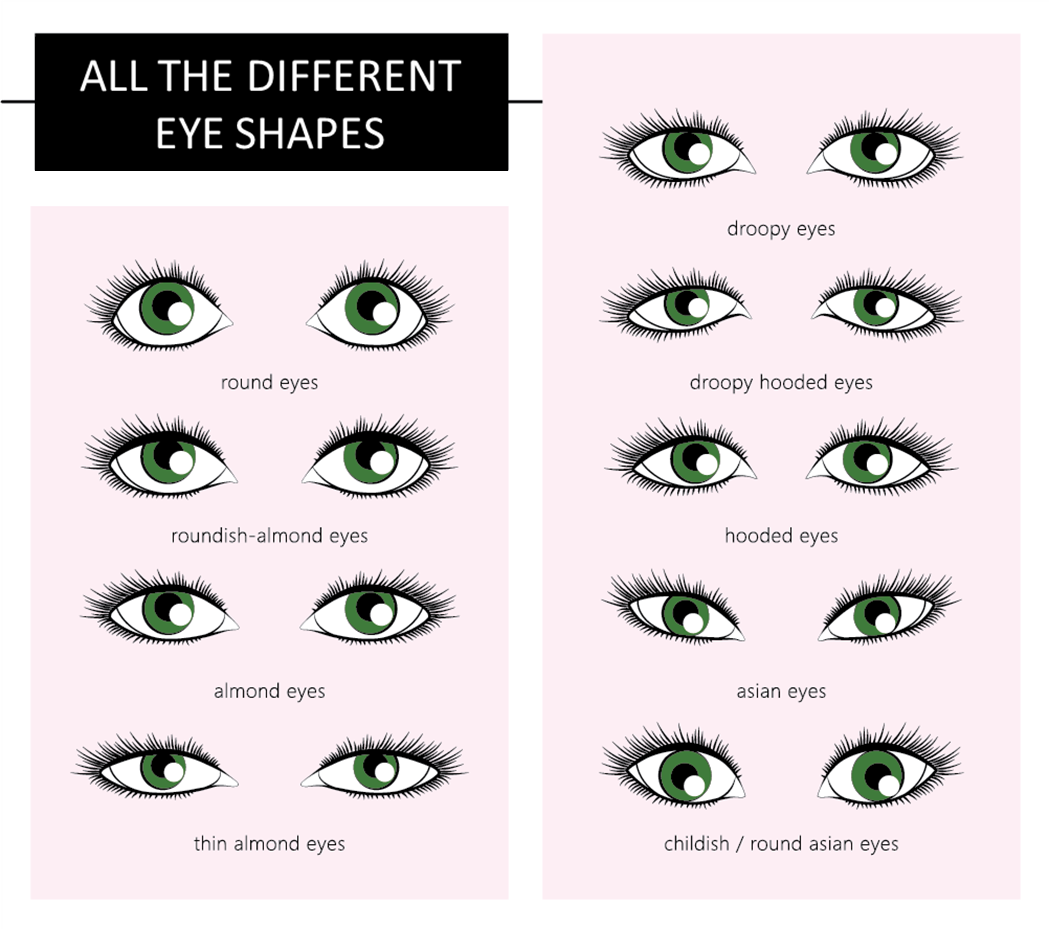 ALL THE DIFFERENT
EYE SHAPES
round eyes
roundish-almond eyes
almond eyes
thin almond eyes
droopy eyes
droopy hooded eyes
hooded eyes
asian eyes
childish / round asian eyes